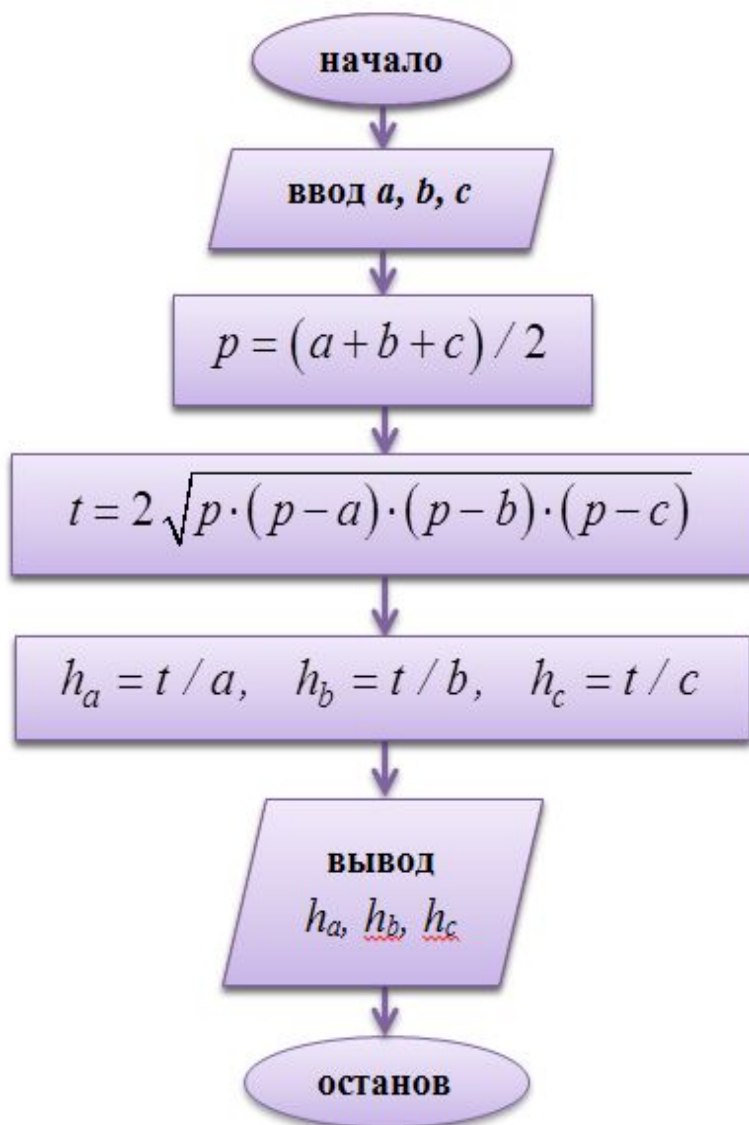 начало
ввод a, b, c
p = (a + b + c) / 2
t = 2 √p · (p − a) · (p − b) · (p − c)
hₐ = t / a, h_b = t / b, h_c = t / c
вывод
hₐ, h_b, h_c
останов